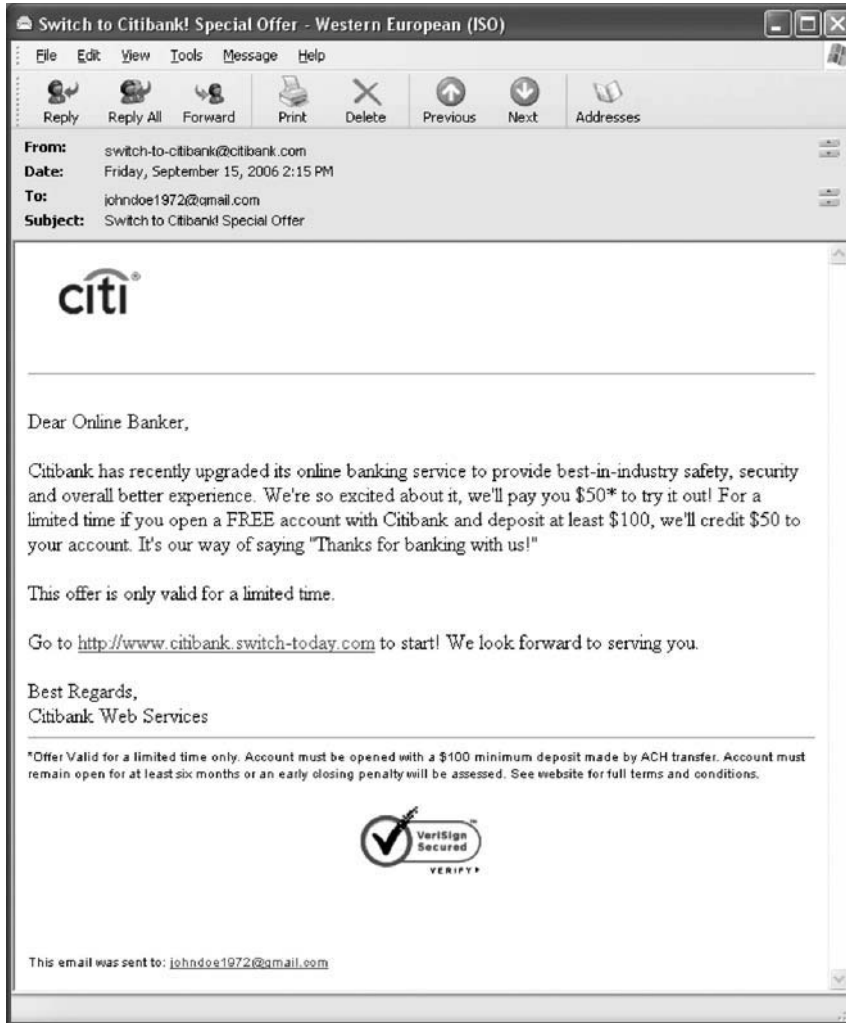 Switch to Citibank! Special Offer - Western European (ISO)
File Edit View Tools Message Help
Reply Reply All Forward Print Delete Previous Next Addresses
From: switch-to-citibank@citibank.com
Date: Friday, September 15, 2006 2:15 PM
To: johndoe1972@gmail.com
Subject: Switch to Citibank! Special Offer
citi®
Dear Online Banker,
Citibank has recently upgraded its online banking service to provide best-in-industry safety, security
and overall better experience. We're so excited about it, we'll pay you $50* to try it out! For a
limited time if you open a FREE account with Citibank and deposit at least $100, we'll credit $50 to
your account. It's our way of saying "Thanks for banking with us!"
This offer is only valid for a limited time.
Go to http://www.citibank.switch-today.com to start! We look forward to serving you.
Best Regards,
Citibank Web Services
*Offer Valid for a limited time only. Account must be opened with a $100 minimum deposit made by ACH transfer. Account must
remain open for at least six months or an early closing penalty will be assessed. See website for full terms and conditions.
VeriSign™
Secured
VERIFY
This email was sent to: johndoe1972@gmail.com